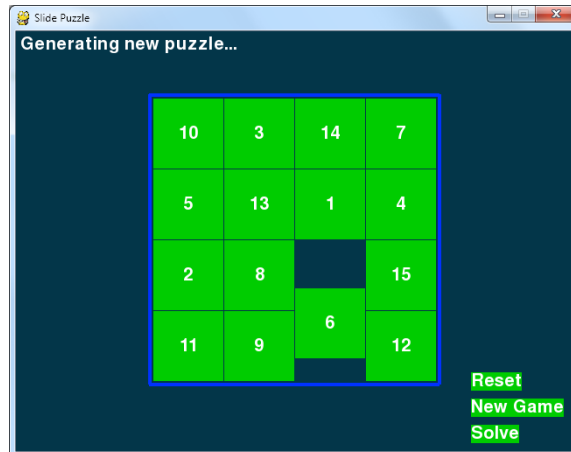 Slide Puzzle
Generating new puzzle...
10 3 14 7
5 13 1 4
2 8 15
6
11 9 12
Reset
New Game
Solve